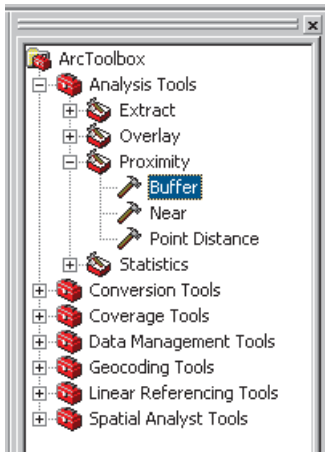 ArcToolbox
Analysis Tools
Extract
Overlay
Proximity
Buffer
Near
Point Distance
Statistics
Conversion Tools
Coverage Tools
Data Management Tools
Geocoding Tools
Linear Referencing Tools
Spatial Analyst Tools